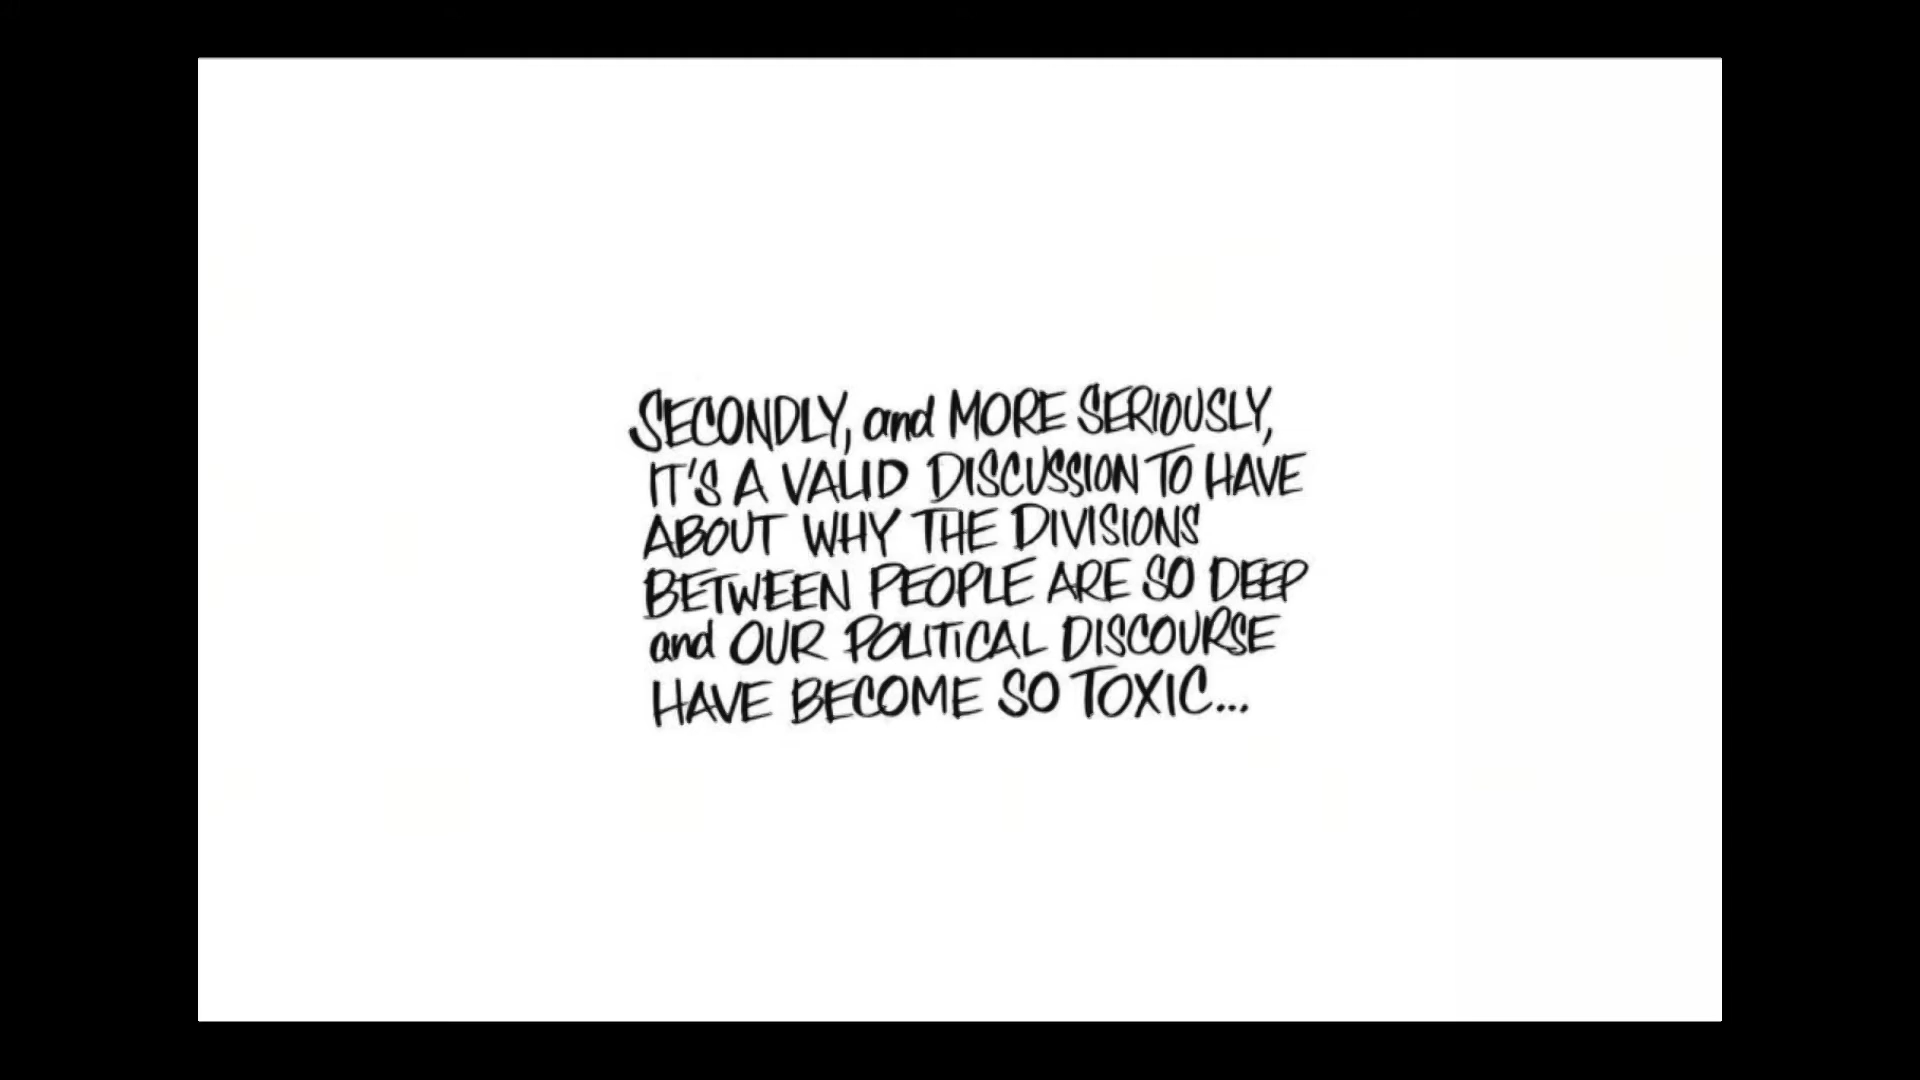 SECONDLY, and MORE SERIOUSLY,
IT'S A VALID DISCUSSION TO HAVE
ABOUT WHY THE DIVISIONS
BETWEEN PEOPLE ARE SO DEEP
and OUR POLITICAL DISCOURSE
HAVE BECOME SO TOXIC...